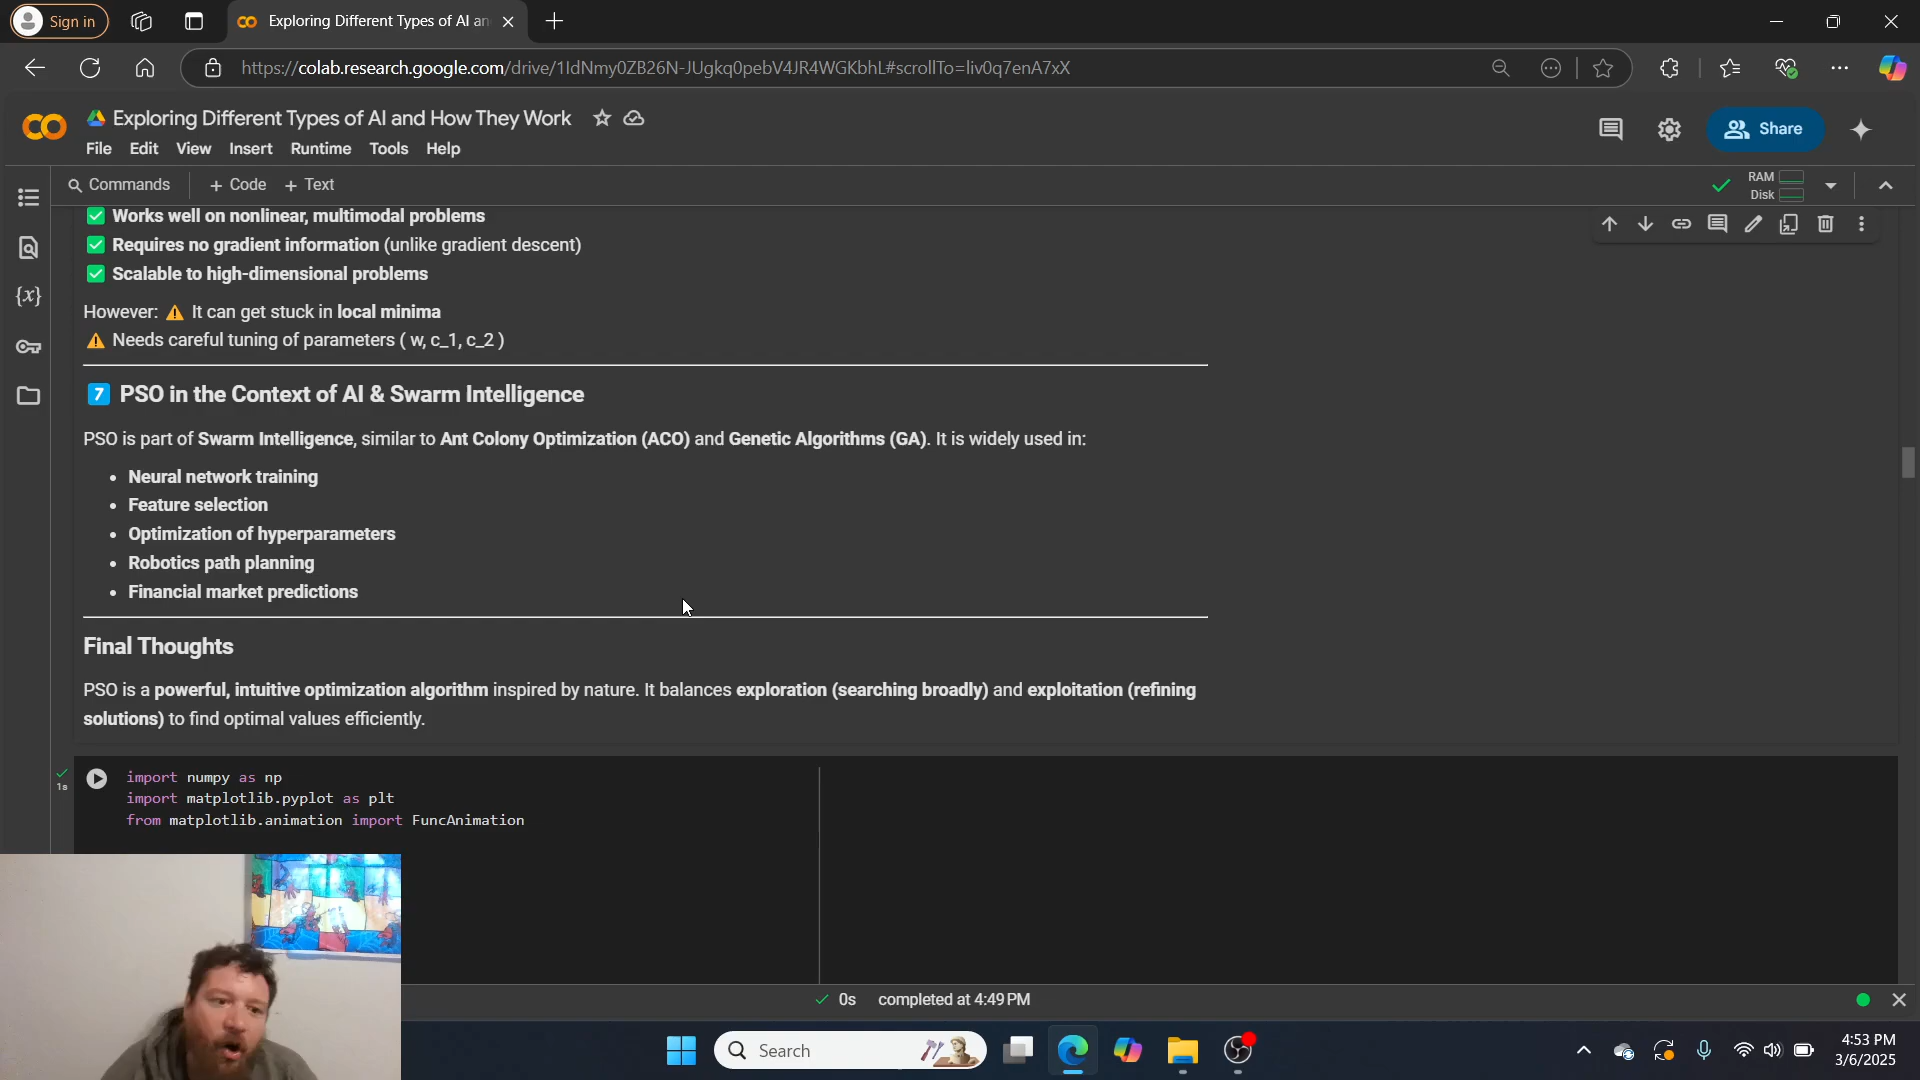 Sign in
Exploring Different Types of AI an
https://colab.research.google.com/drive/1IdNmy0ZB26N-JUgkq0pebV4JR4WGKbhL#scrollTo=liv0q7enA7xX
Exploring Different Types of AI and How They Work
Share
File Edit View Insert Runtime Tools Help
Commands + Code + Text
RAM
Disk
✅ Works well on nonlinear, multimodal problems
✅ Requires no gradient information (unlike gradient descent)
✅ Scalable to high-dimensional problems
However: ⚠️ It can get stuck in local minima
⚠️ Needs careful tuning of parameters ( w, c_1, c_2 )
7 PSO in the Context of AI & Swarm Intelligence
PSO is part of Swarm Intelligence, similar to Ant Colony Optimization (ACO) and Genetic Algorithms (GA). It is widely used in:
• Neural network training
• Feature selection
• Optimization of hyperparameters
• Robotics path planning
• Financial market predictions
Final Thoughts
PSO is a powerful, intuitive optimization algorithm inspired by nature. It balances exploration (searching broadly) and exploitation (refining
solutions) to find optimal values efficiently.
1s
import numpy as np
import matplotlib.pyplot as plt
from matplotlib.animation import FuncAnimation
0s completed at 4:49 PM
Search
4:53 PM
3/6/2025